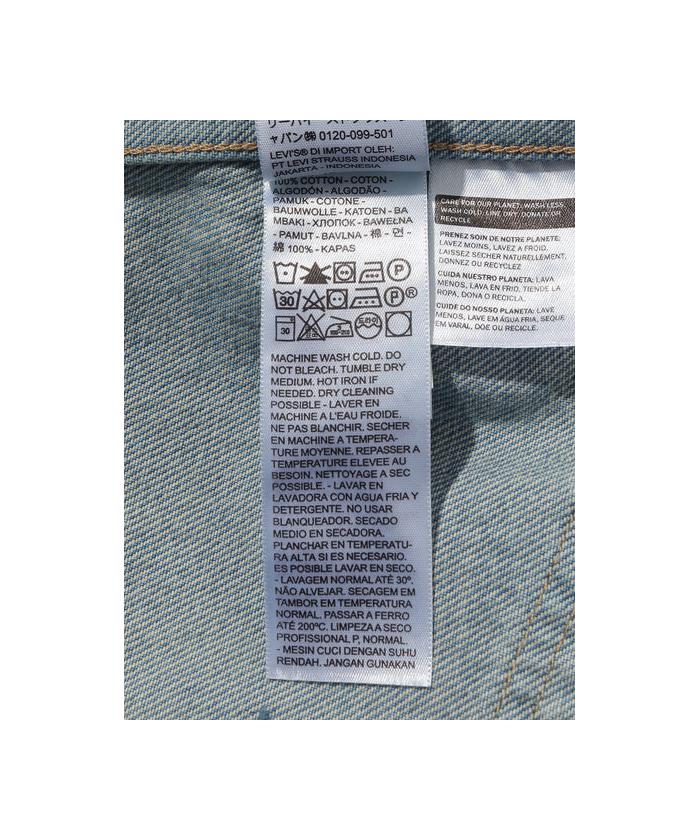 ャパン㈱ 0120-099-501
LEVI'S® DI IMPORT OLEH:
PT LEVI STRAUSS INDONESIA
JAKARTA - INDONESIA
100% COTTON - COTON -
ALGODÓN - ALGODÃO -
PAMUK - COTONE -
BAUMWOLLE - KATOEN - BA
MBAKI - ХЛОПОК - BAWEŁNA
- PAMUT - BAVLNA - 棉 - 면 -
綿 100% - KAPAS
P
30
P®
30
MACHINE WASH COLD. DO
NOT BLEACH. TUMBLE DRY
MEDIUM. HOT IRON IF
NEEDED. DRY CLEANING
POSSIBLE - LAVER EN
MACHINE A L'EAU FROIDE.
NE PAS BLANCHIR. SECHER
EN MACHINE A TEMPERA-
TURE MOYENNE. REPASSER A
TEMPERATURE ELEVEE AU
BESOIN. NETTOYAGE A SEC
POSSIBLE. - LAVAR EN
LAVADORA CON AGUA FRIA Y
DETERGENTE. NO USAR
BLANQUEADOR. SECADO
MEDIO EN SECADORA.
PLANCHAR EN TEMPERATU-
RA ALTA SI ES NECESARIO.
ES POSIBLE LAVAR EN SECO.
- LAVAGEM NORMAL ATÉ 30º.
NÃO ALVEJAR. SECAGEM EM
TAMBOR EM TEMPERATURA
NORMAL. PASSAR A FERRO
ATÉ 200ºC. LIMPEZA A SECO
PROFISSIONAL P, NORMAL.
- MESIN CUCI DENGAN SUHU
RENDAH. JANGAN GUNAKAN
CARE FOR OUR PLANET: WASH LESS,
WASH COLD, LINE DRY, DONATE OR
RECYCLE.
PRENEZ SOIN DE NOTRE PLANETE:
LAVEZ MOINS, LAVEZ A FROID,
LAISSEZ SECHER NATURELLEMENT,
DONNEZ OU RECYCLEZ
CUIDA NUESTRO PLANETA: LAVA
MENOS, LAVA EN FRIO, TIENDE LA
ROPA, DONA O RECICLA.
CUIDE DO NOSSO PLANETA: LAVE
MENOS, LAVE EM ÁGUA FRIA, SEQUE
EM VARAL, DOE OU RECICLE.